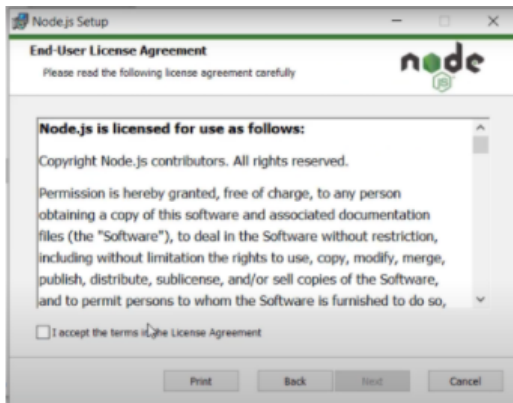 Node.js Setup
End-User License Agreement
Please read the following license agreement carefully
node
JS
Node.js is licensed for use as follows:
Copyright Node.js contributors. All rights reserved.
Permission is hereby granted, free of charge, to any person
obtaining a copy of this software and associated documentation
files (the "Software"), to deal in the Software without restriction,
including without limitation the rights to use, copy, modify, merge,
publish, distribute, sublicense, and/or sell copies of the Software,
and to permit persons to whom the Software is furnished to do so,
I accept the terms in the License Agreement
Print Back Next Cancel